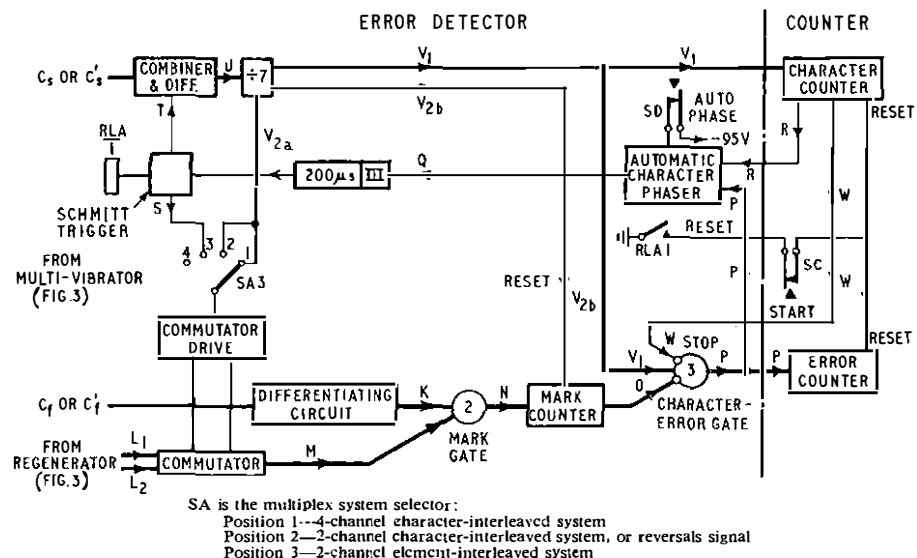 ERROR DETECTOR
COUNTER
Cs OR C's
COMBINER & DIFF.
U
÷7
V1
V1
CHARACTER COUNTER
RESET
V2b
T
V2a
SD
AUTO PHASE
-95V
R
RLA
1
Q
200μs
III
AUTOMATIC CHARACTER PHASER
R
P
W
SCHMITT TRIGGER
S
4
3
2
1
SA3
FROM MULTI-VIBRATOR (FIG.3)
RESET
V2b
RLA1
RESET
P
SC
START
W
COMMUTATOR DRIVE
W
STOP
RESET
V1
3
P
P
ERROR COUNTER
O
CHARACTER-ERROR GATE
Cf OR C'f
DIFFERENTIATING CIRCUIT
K
2
N
MARK COUNTER
MARK GATE
FROM REGENERATOR (FIG.3)
L1
L2
COMMUTATOR
M
SA is the multiplex system selector:
Position 1---4-channel character-interleaved system
Position 2—2-channel character-interleaved system, or reversals signal
Position 3—2-channel element-interleaved system